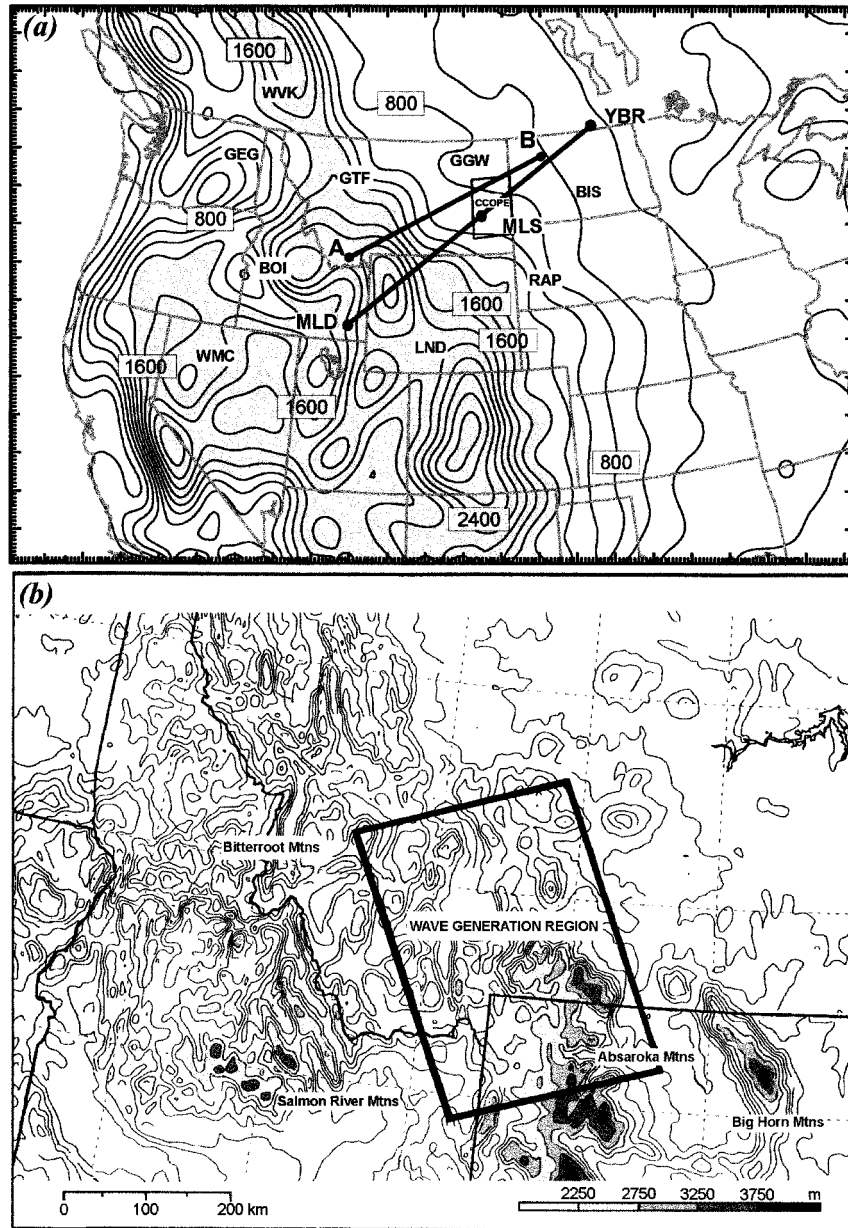 (a)
1600
WVK
800
YBR
B
GEG
GTF
GGW
CCOPE
BIS
800
MLS
A
BOI
RAP
MLD
1600
1600
LND
WMC
1600
1600
800
2400
(b)
Bitterroot Mtns
WAVE GENERATION REGION
Absaroka Mtns
Salmon River Mtns
Big Horn Mtns
0 100 200 km
2250 2750 3250 3750 m